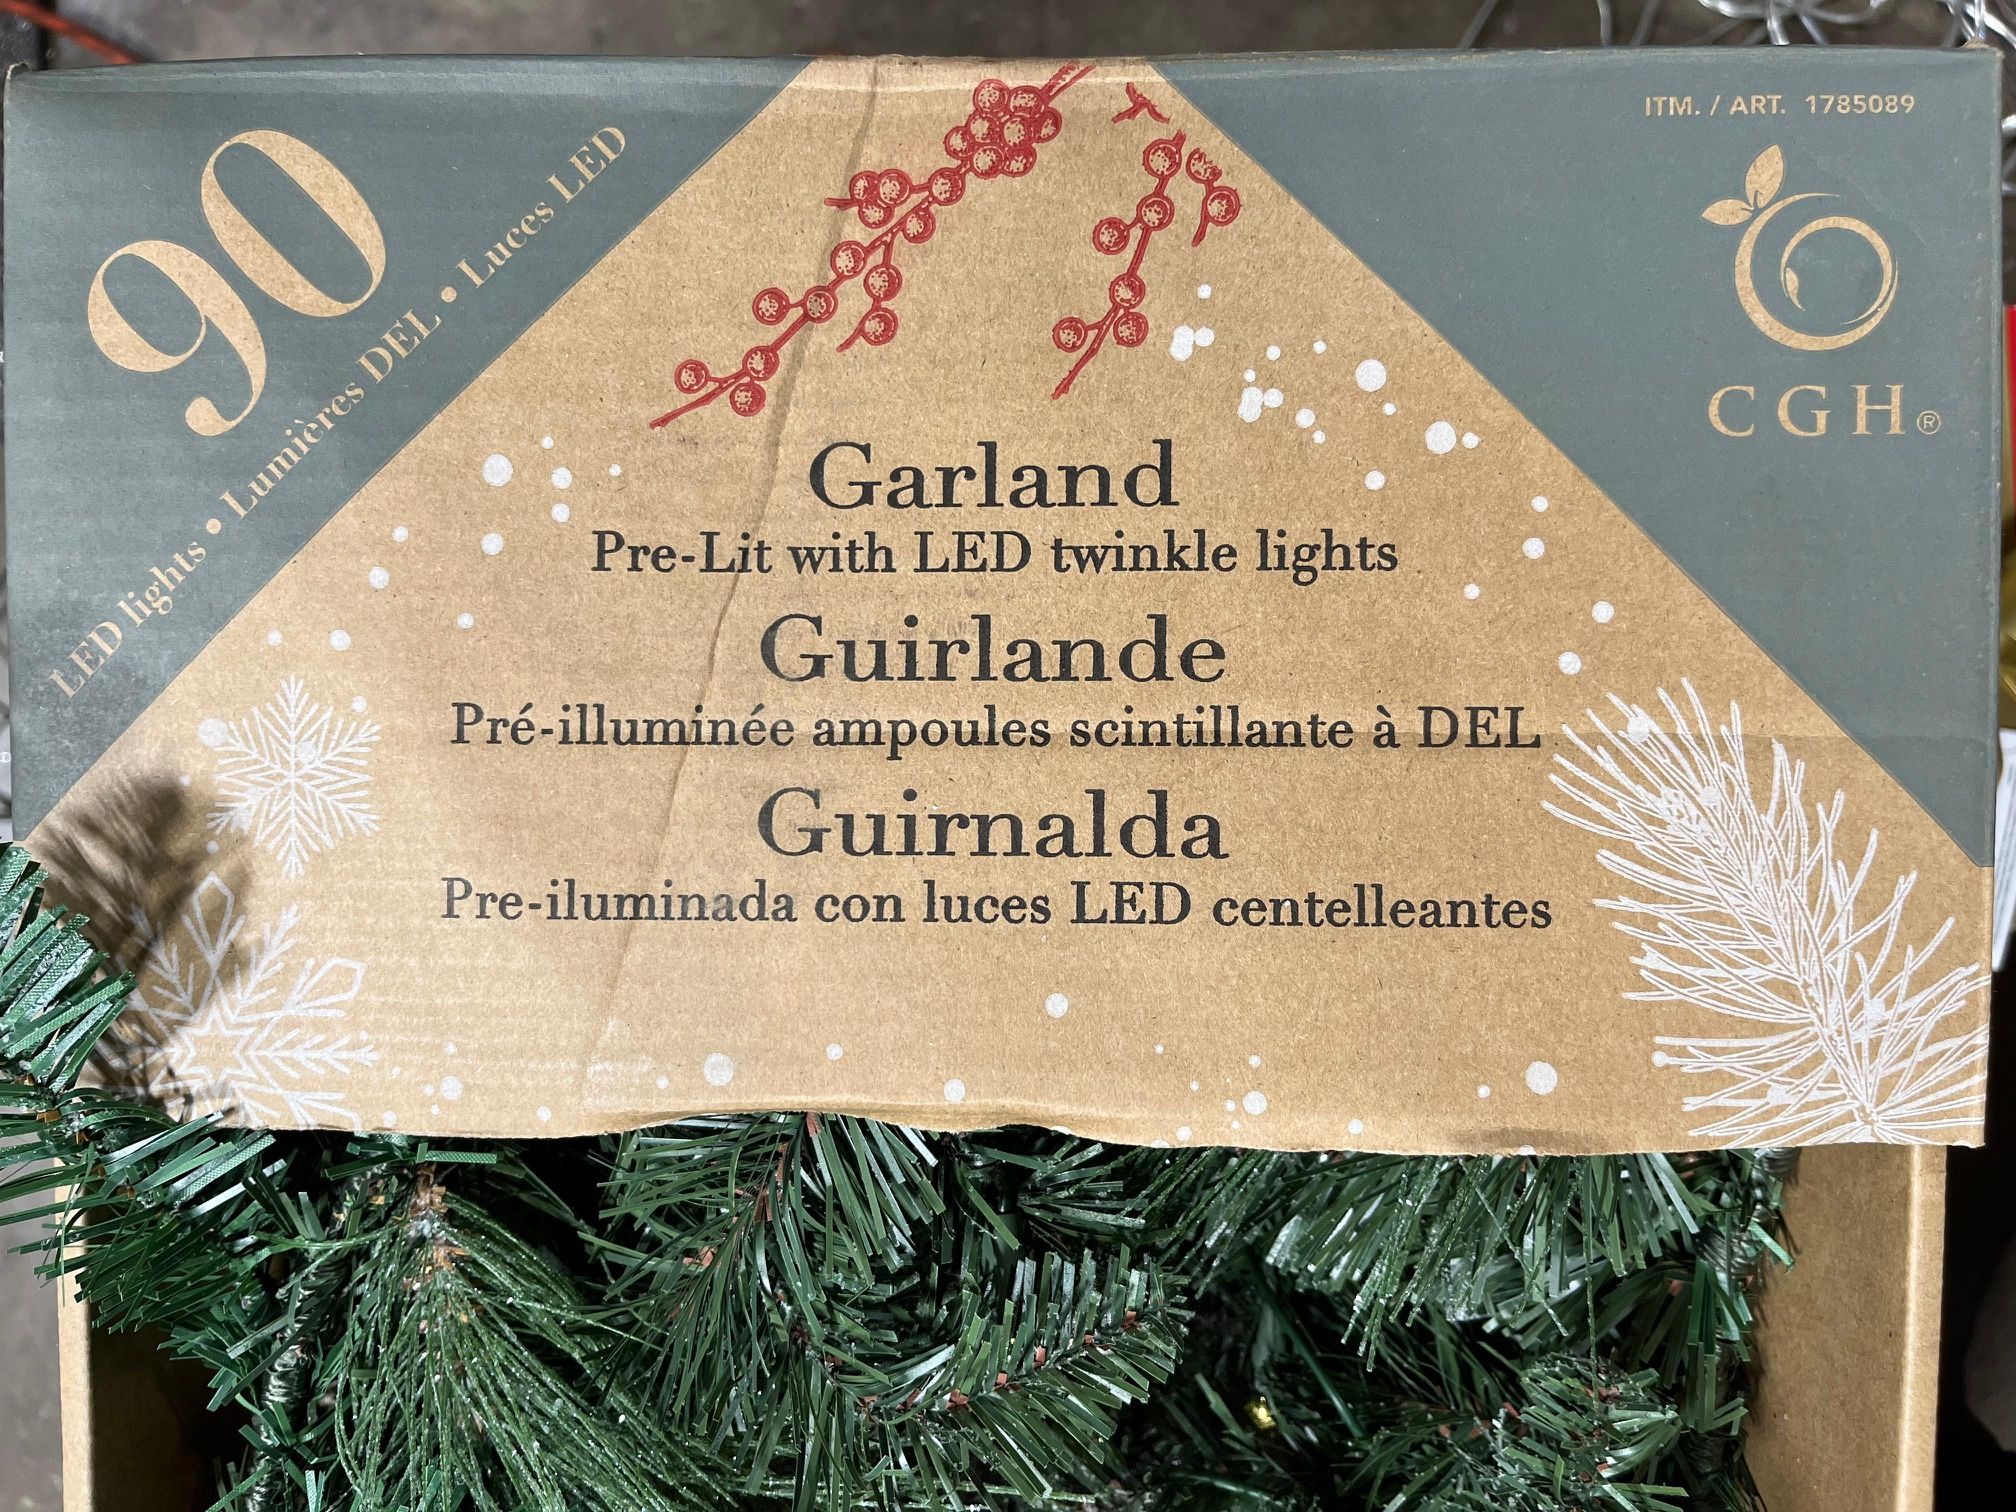 90
LED lights • Lumières DEL • Luces LED
ITM. / ART. 1785089
CGH®
Garland
Pre-Lit with LED twinkle lights
Guirlande
Pré-illuminée ampoules scintillante à DEL
Guirnalda
Pre-iluminada con luces LED centelleantes